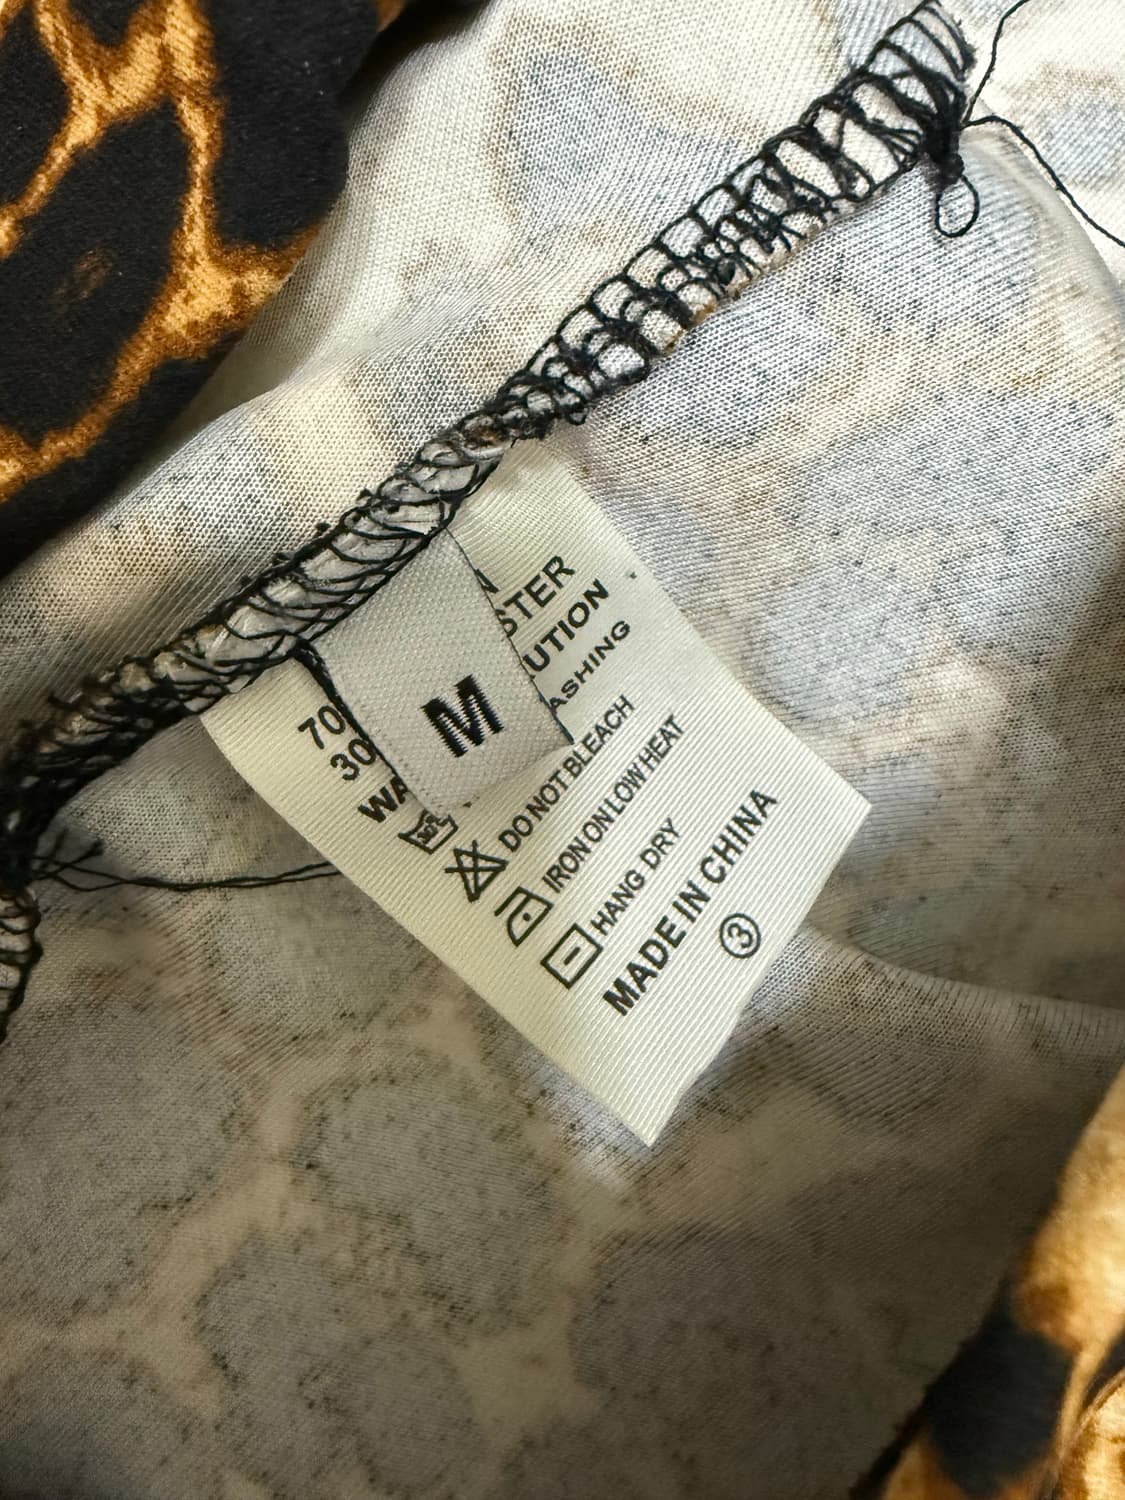 M
70
30
STER
WA UTION
ASHING
DO NOT BLEACH
IRON ON LOW HEAT
HANG DRY
MADE IN CHINA
3